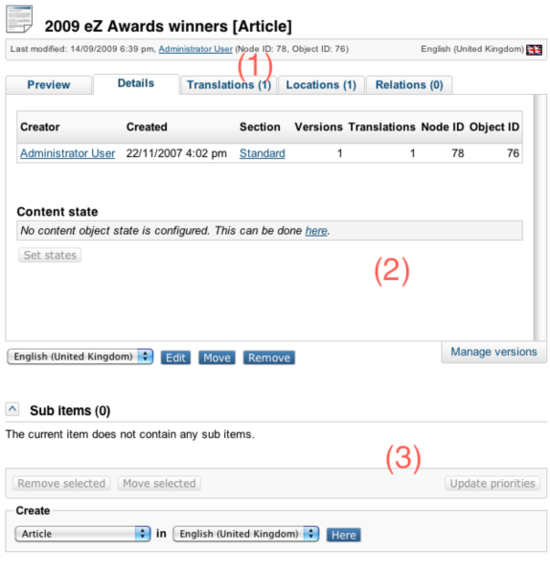 2009 eZ Awards winners [Article]
Last modified: 14/09/2009 6:39 pm, Administrator User (Node ID: 78, Object ID: 76) English (United Kingdom)
(1)
Preview Details Translations (1) Locations (1) Relations (0)
Creator Created Section Versions Translations Node ID Object ID
Administrator User 22/11/2007 4:02 pm Standard 1 1 78 76
Content state
No content object state is configured. This can be done here.
Set states
(2)
English (United Kingdom) Edit Move Remove Manage versions
Sub items (0)
The current item does not contain any sub items.
(3)
Remove selected Move selected Update priorities
Create
Article in English (United Kingdom) Here